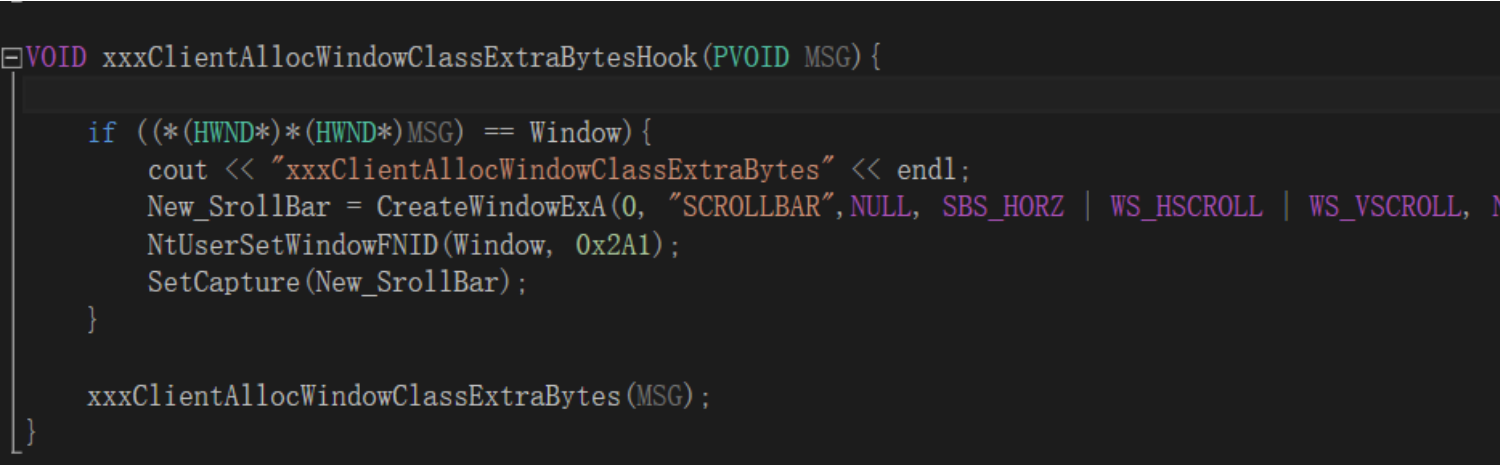 VOID xxxClientAllocWindowClassExtraBytesHook(PVOID MSG){
if ((*(HWND*)*(HWND*)MSG) == Window){
cout << "xxxClientAllocWindowClassExtraBytes" << endl;
New_SrollBar = CreateWindowExA(0, "SCROLLBAR",NULL, SBS_HORZ | WS_HSCROLL | WS_VSCROLL,
NtUserSetWindowFNID(Window, 0x2A1);
SetCapture(New_SrollBar);
}
xxxClientAllocWindowClassExtraBytes(MSG);
}